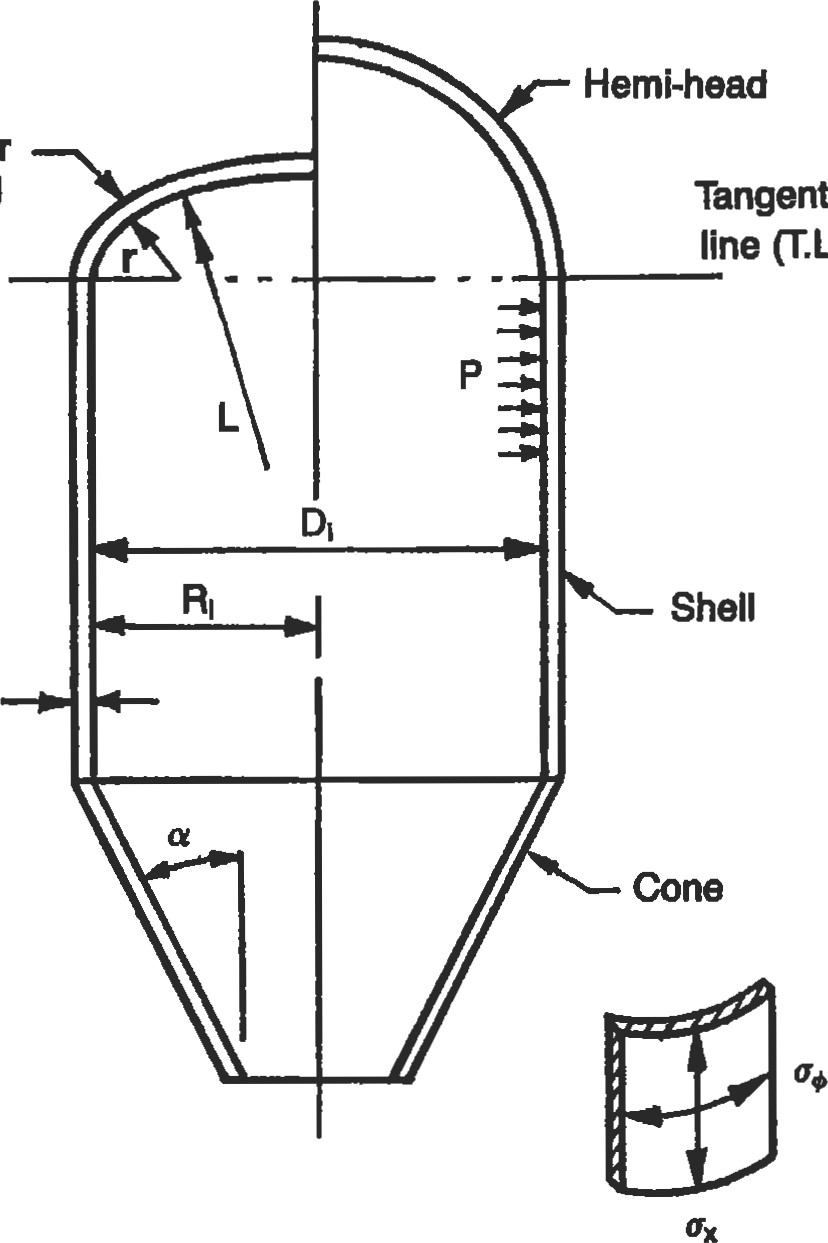 Hemi-head
r
Tangent
line (T.L
r
P
L
Di
Ri
Shell
α
Cone
σϕ
σx